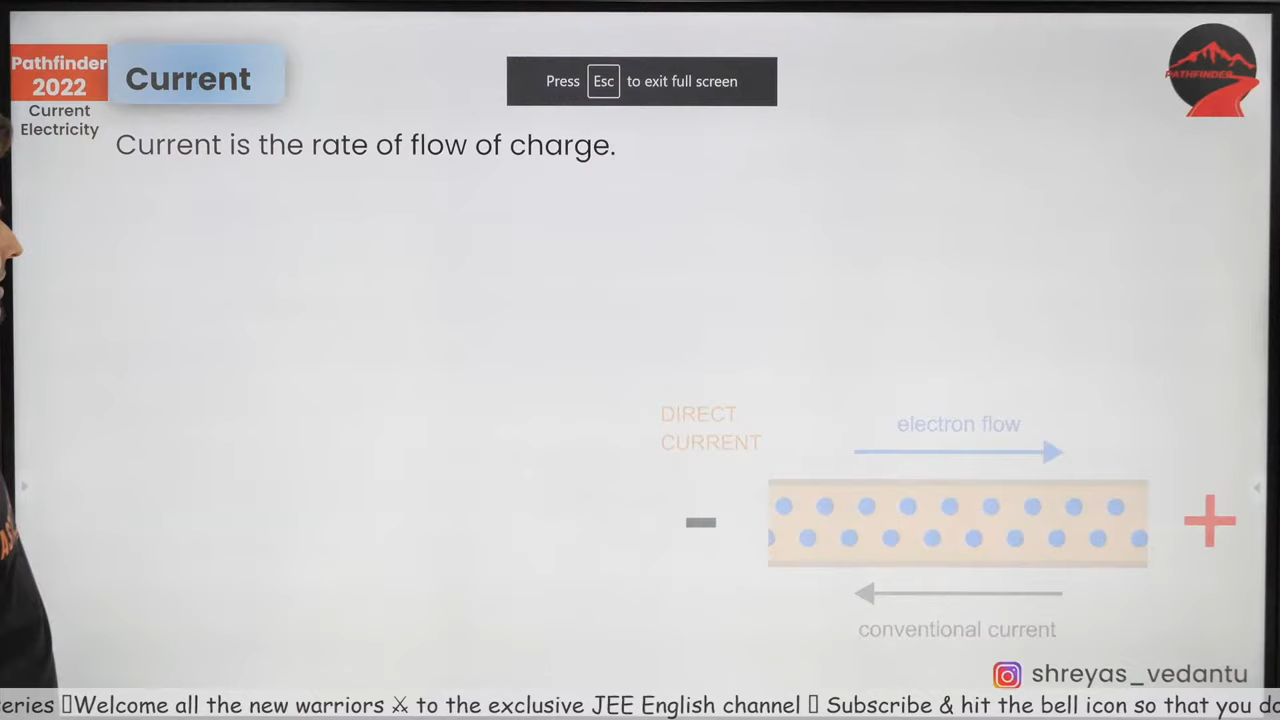 Pathfinder
2022
Current
Electricity
Current
Press Esc to exit full screen
PATHFINDER
Current is the rate of flow of charge.
DIRECT
CURRENT
electron flow
-
+
conventional current
shreyas_vedantu
eries Welcome all the new warriors ⚔ to the exclusive JEE English channel Subscribe & hit the bell icon so that you do